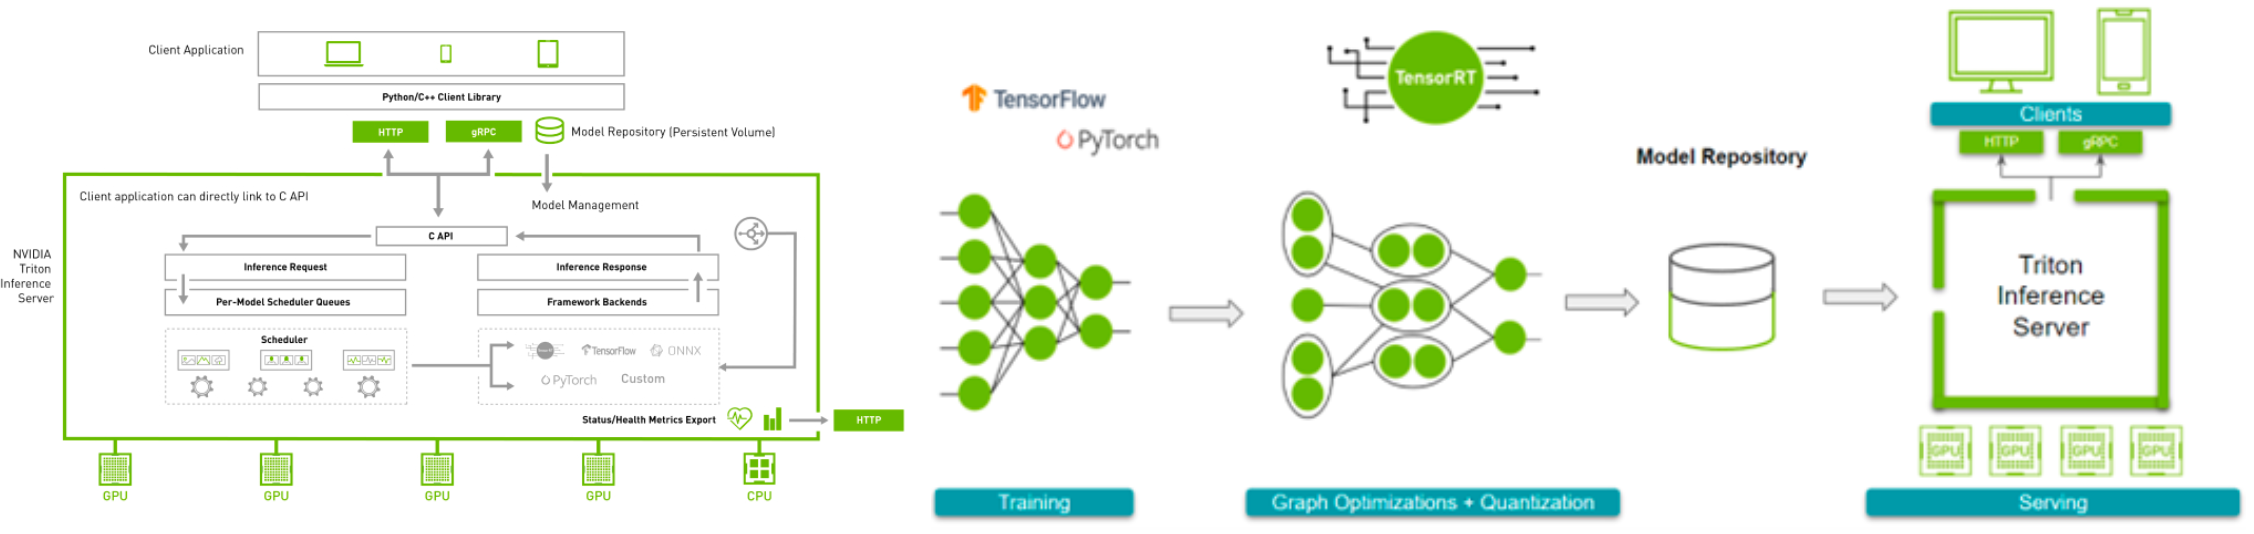 Client Application
Python/C++ Client Library
HTTP
gRPC
Model Repository (Persistent Volume)
Client application can directly link to C API
Model Management
NVIDIA
Triton
Inference
Server
C API
Inference Request
Inference Response
Per-Model Scheduler Queues
Framework Backends
Scheduler
TensorFlow
ONNX
PyTorch
Custom
Status/Health Metrics Export
HTTP
GPU
GPU
GPU
GPU
CPU
TensorFlow
PyTorch
TensorRT
Model Repository
Clients
HTTP
gRPC
Triton
Inference
Server
GPU
GPU
GPU
GPU
Training
Graph Optimizations + Quantization
Serving